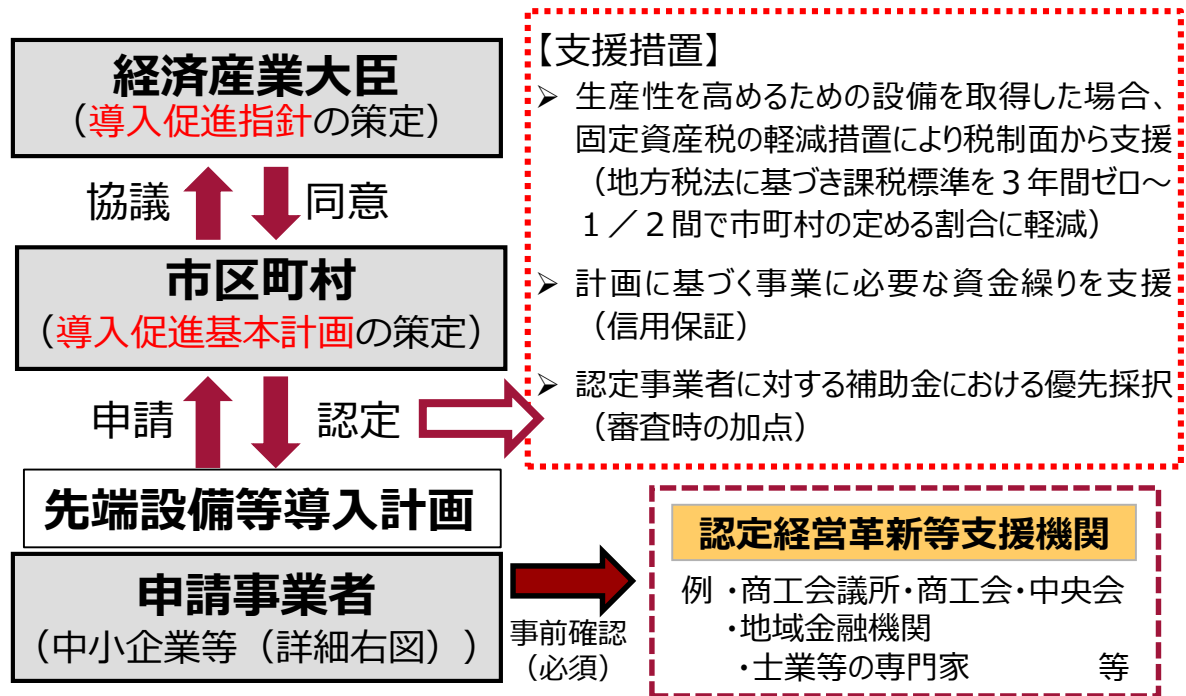 経済産業大臣
（導入促進指針の策定）
協議
同意
市区町村
（導入促進基本計画の策定）
申請
認定
先端設備等導入計画
申請事業者
（中小企業等（詳細右図））
【支援措置】
➢ 生産性を高めるための設備を取得した場合、
固定資産税の軽減措置により税制面から支援
（地方税法に基づき課税標準を３年間ゼロ～
１／２間で市町村の定める割合に軽減）
➢ 計画に基づく事業に必要な資金繰りを支援
（信用保証）
➢ 認定事業者に対する補助金における優先採択
（審査時の加点）
事前確認
（必須）
認定経営革新等支援機関
例 ・商工会議所・商工会・中央会
・地域金融機関
・士業等の専門家 等